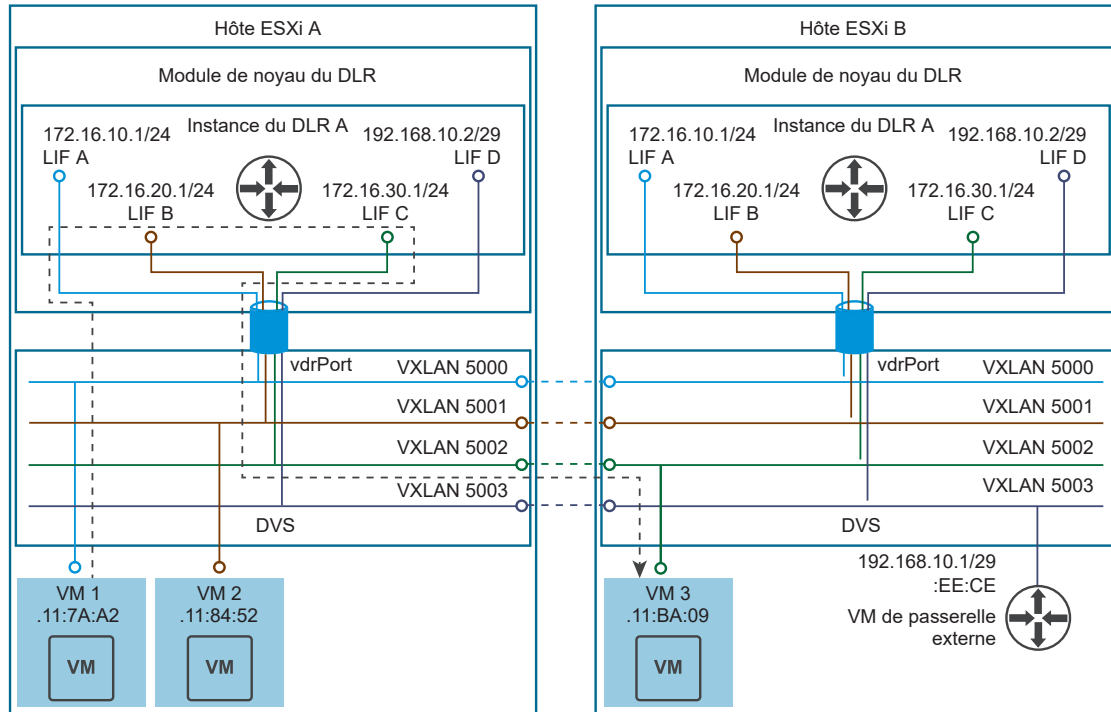 Hôte ESXi A
Module de noyau du DLR
Instance du DLR A
172.16.10.1/24
LIF A
192.168.10.2/29
LIF D
172.16.20.1/24
LIF B
172.16.30.1/24
LIF C
vdrPort
VXLAN 5000
VXLAN 5001
VXLAN 5002
VXLAN 5003
DVS
VM 1
.11:7A:A2
VM
VM 2
.11:84:52
VM
Hôte ESXi B
Module de noyau du DLR
Instance du DLR A
172.16.10.1/24
LIF A
192.168.10.2/29
LIF D
172.16.20.1/24
LIF B
172.16.30.1/24
LIF C
vdrPort
VXLAN 5000
VXLAN 5001
VXLAN 5002
VXLAN 5003
DVS
VM 3
.11:BA:09
VM
192.168.10.1/29
:EE:CE
VM de passerelle
externe